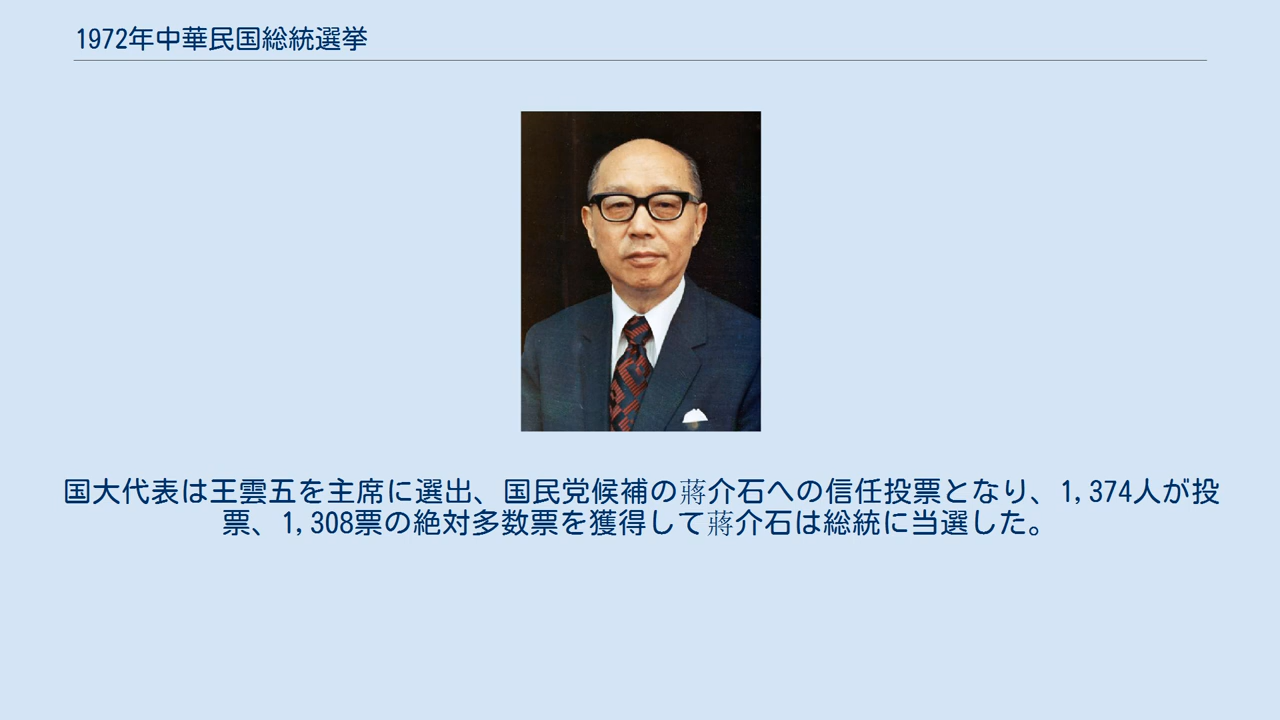 1972年中華民国総統選挙
国大代表は王雲五を主席に選出、国民党候補の蔣介石への信任投票となり、1,374人が投
票、1,308票の絶対多数票を獲得して蔣介石は総統に当選した。